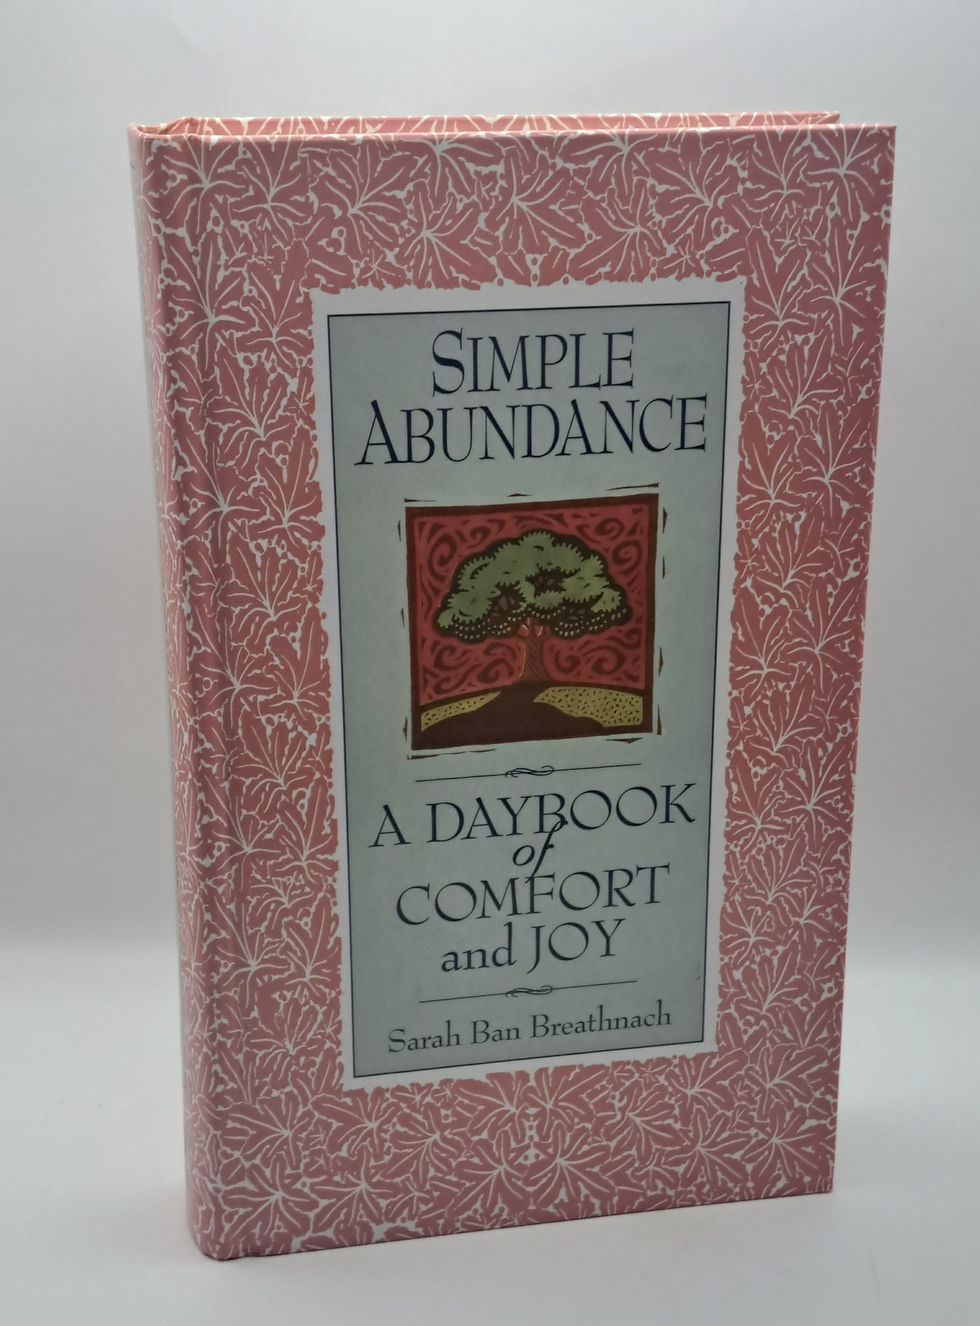 SIMPLE
ABUNDANCE
A DAYBOOK
of
COMFORT
and JOY
Sarah Ban Breathnach